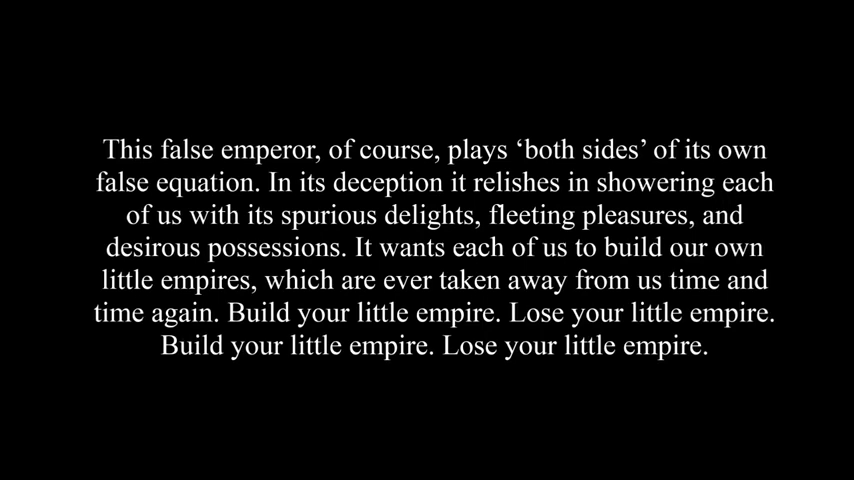 This false emperor, of course, plays ‘both sides’ of its own
false equation. In its deception it relishes in showering each
of us with its spurious delights, fleeting pleasures, and
desirous possessions. It wants each of us to build our own
little empires, which are ever taken away from us time and
time again. Build your little empire. Lose your little empire.
Build your little empire. Lose your little empire.